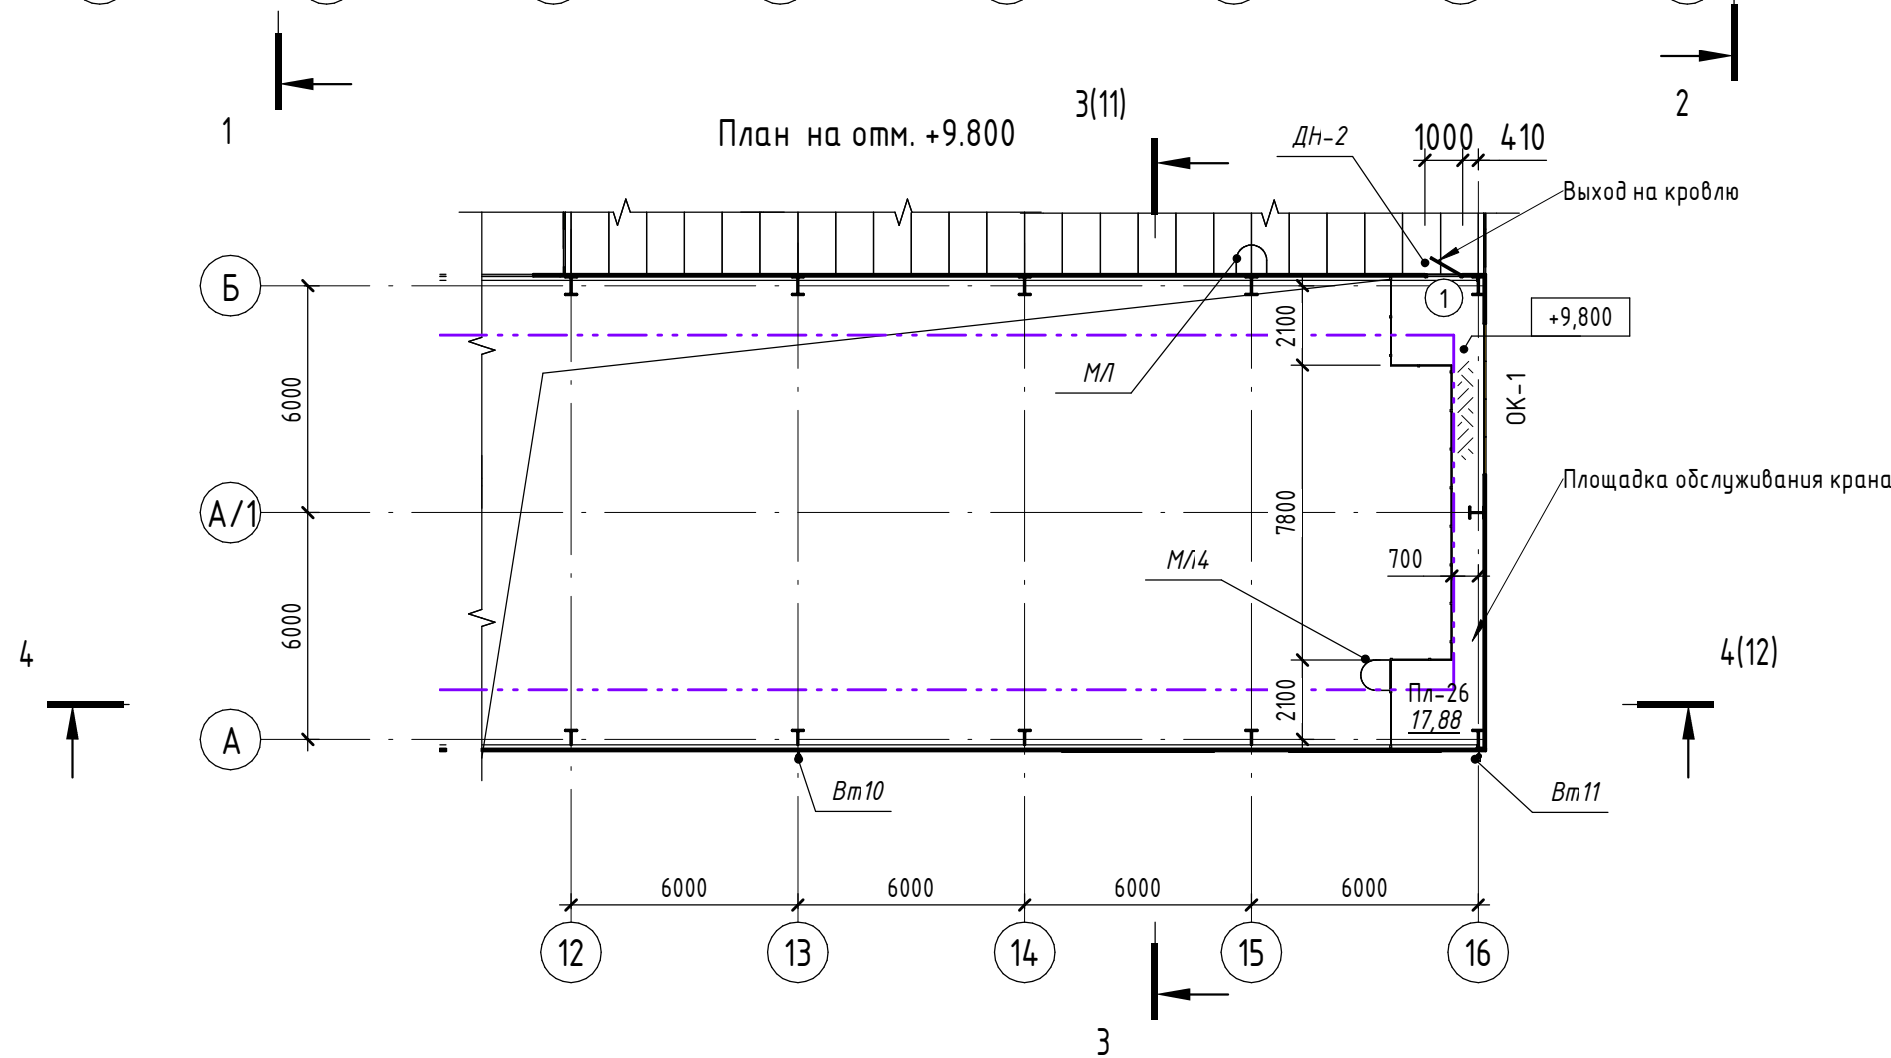 3(11)
1
2
План на отм. +9.800
ДН-2
1000
410
Выход на кровлю
Б
1
+9,800
2100
МЛ
6000
ОК-1
Площадка обслуживания крана
А/1
7800
МЛ4
700
6000
4
4(12)
2100
Пл-26
17,88
А
Вт10
Вт11
6000
6000
6000
6000
12
13
14
15
16
3